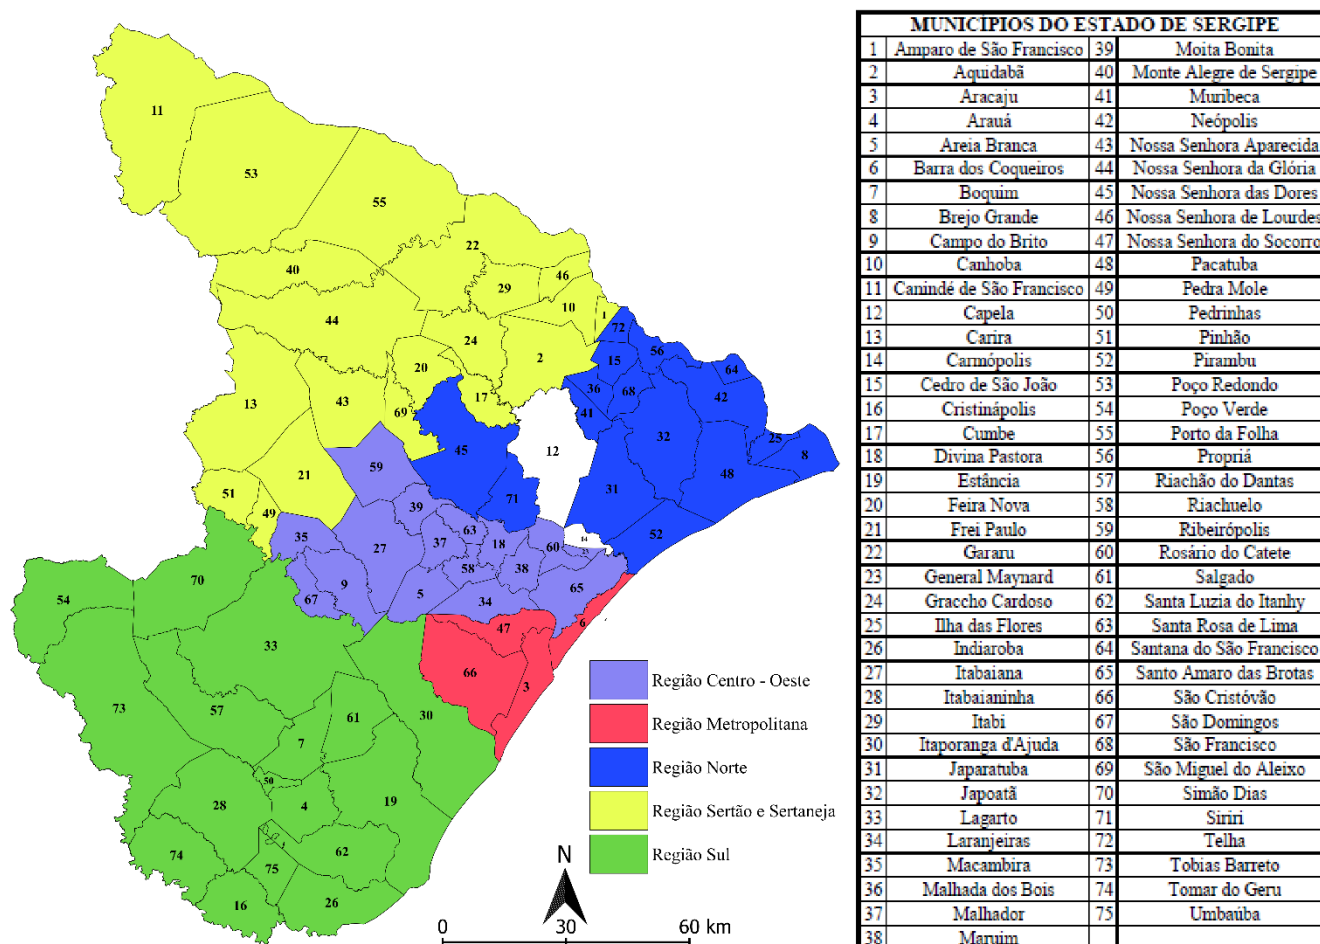 11
53
55
22
40
46
29
10
1
44
24
72
2
56
15
20
64
36
68
17
42
13
43
69
41
32
25
45
12
8
59
48
21
31
71
51
39
49
63
14
52
35
27
37
18
60
23
58
38
70
9
5
65
67
34
54
6
47
33
66
3
73
57
61
30
7
50
28
4
19
62
74
75
16
26
Região Centro - Oeste
Região Metropolitana
Região Norte
Região Sertão e Sertaneja
Região Sul
N
0 30 60 km
MUNICÍPIOS DO ESTADO DE SERGIPE
1 Amparo de São Francisco 39 Moita Bonita
2 Aquidabã 40 Monte Alegre de Sergipe
3 Aracaju 41 Muribeca
4 Arauá 42 Neópolis
5 Areia Branca 43 Nossa Senhora Aparecida
6 Barra dos Coqueiros 44 Nossa Senhora da Glória
7 Boquim 45 Nossa Senhora das Dores
8 Brejo Grande 46 Nossa Senhora de Lourdes
9 Campo do Brito 47 Nossa Senhora do Socorro
10 Canhoba 48 Pacatuba
11 Canindé de São Francisco 49 Pedra Mole
12 Capela 50 Pedrinhas
13 Carira 51 Pinhão
14 Carmópolis 52 Pirambu
15 Cedro de São João 53 Poço Redondo
16 Cristinápolis 54 Poço Verde
17 Cumbe 55 Porto da Folha
18 Divina Pastora 56 Propriá
19 Estância 57 Riachão do Dantas
20 Feira Nova 58 Riachuelo
21 Frei Paulo 59 Ribeirópolis
22 Gararu 60 Rosário do Catete
23 General Maynard 61 Salgado
24 Graccho Cardoso 62 Santa Luzia do Itanhy
25 Ilha das Flores 63 Santa Rosa de Lima
26 Indiaroba 64 Santana do São Francisco
27 Itabaiana 65 Santo Amaro das Brotas
28 Itabaianinha 66 São Cristóvão
29 Itabi 67 São Domingos
30 Itaporanga d'Ajuda 68 São Francisco
31 Japaratuba 69 São Miguel do Aleixo
32 Japoatã 70 Simão Dias
33 Lagarto 71 Siriri
34 Laranjeiras 72 Telha
35 Macambira 73 Tobias Barreto
36 Malhada dos Bois 74 Tomar do Geru
37 Malhador 75 Umbaúba
38 Maruim